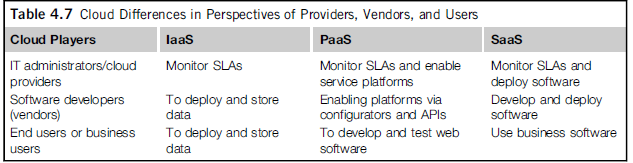 Table 4.7 Cloud Differences in Perspectives of Providers, Vendors, and Users
Cloud Players IaaS PaaS SaaS
IT administrators/cloud Monitor SLAs Monitor SLAs and enable Monitor SLAs and
providers service platforms deploy software
Software developers To deploy and store Enabling platforms via Develop and deploy
(vendors) data configurators and APIs software
End users or business To deploy and store To develop and test web Use business software
users data software